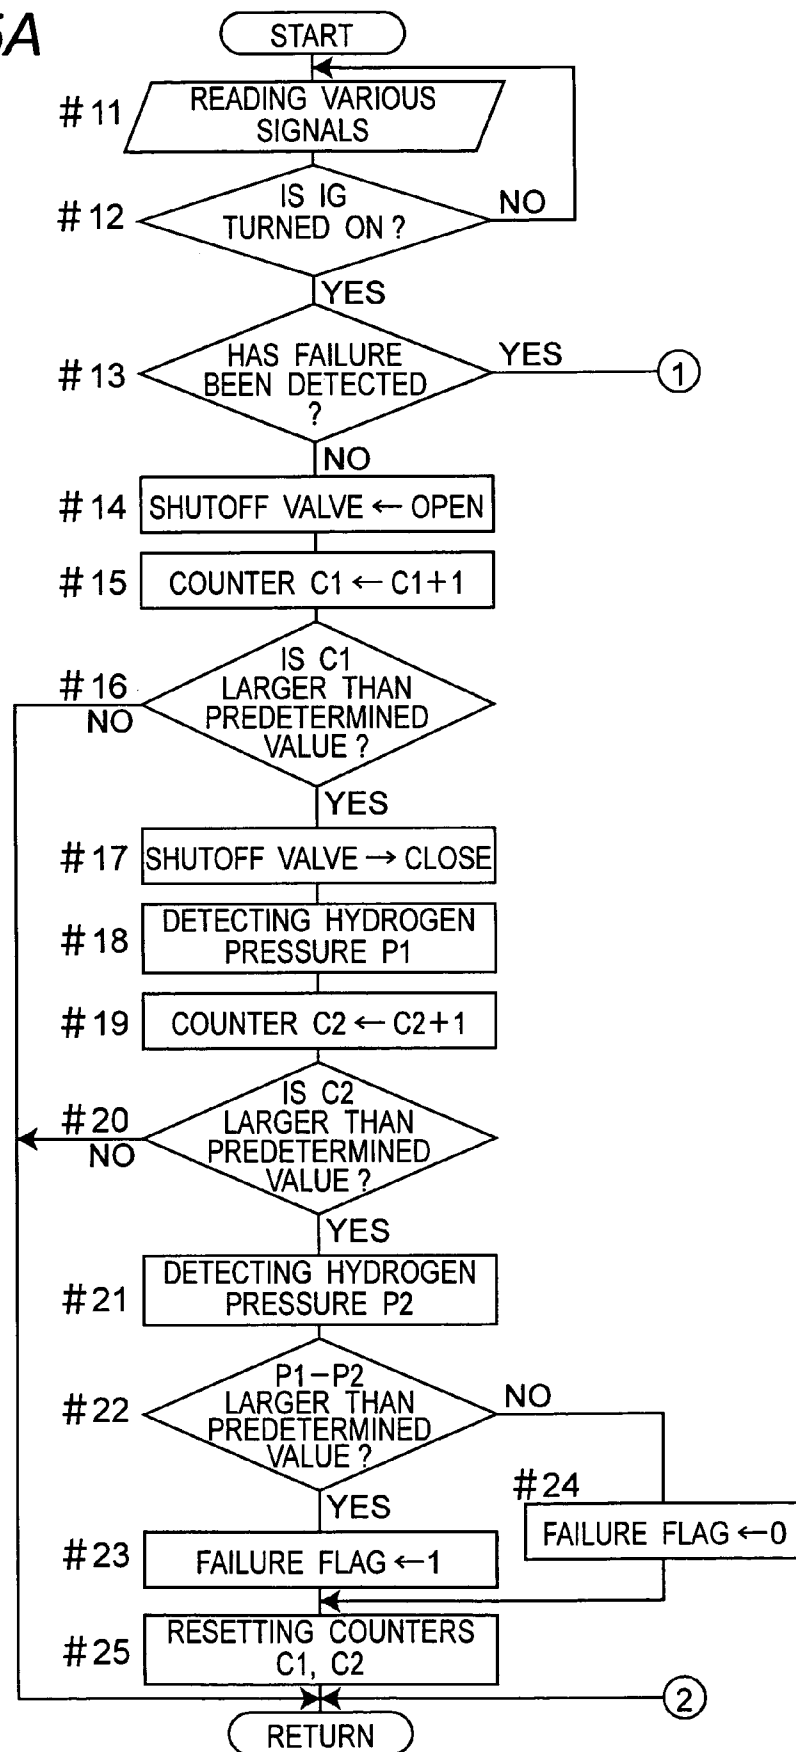 5A
START
#11
READING VARIOUS
SIGNALS
#12
IS IG
TURNED ON ?
NO
YES
#13
HAS FAILURE
BEEN DETECTED
?
YES
1
NO
#14
SHUTOFF VALVE ← OPEN
#15
COUNTER C1 ← C1+1
#16
NO
IS C1
LARGER THAN
PREDETERMINED
VALUE ?
YES
#17
SHUTOFF VALVE → CLOSE
#18
DETECTING HYDROGEN
PRESSURE P1
#19
COUNTER C2 ← C2+1
#20
NO
IS C2
LARGER THAN
PREDETERMINED
VALUE ?
YES
#21
DETECTING HYDROGEN
PRESSURE P2
#22
P1−P2
LARGER THAN
PREDETERMINED
VALUE ?
NO
YES
#24
FAILURE FLAG ←0
#23
FAILURE FLAG ←1
#25
RESETTING COUNTERS
C1, C2
2
RETURN